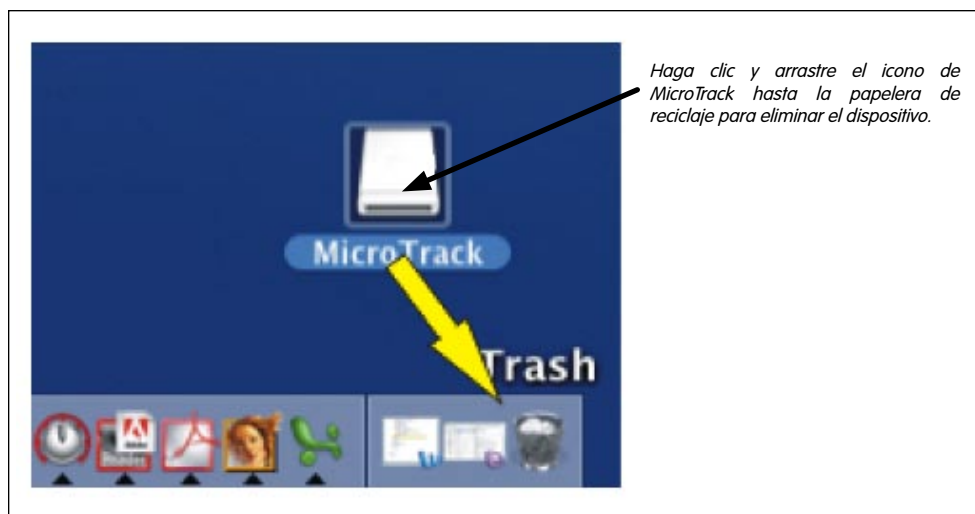 Haga clic y arrastre el icono de
MicroTrack hasta la papelera de
reciclaje para eliminar el dispositivo.
MicroTrack
Trash